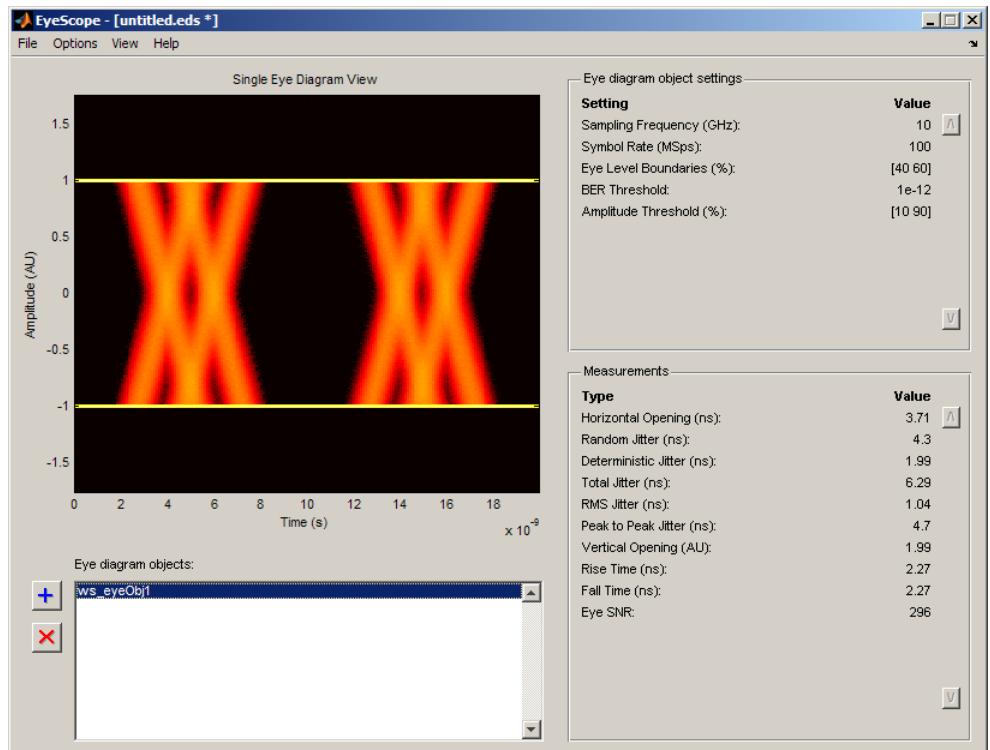 EyeScope - [untitled.eds *]
File Options View Help
Single Eye Diagram View
1.5
1
0.5
0
-0.5
-1
-1.5
Amplitude (AU)
0 2 4 6 8 10 12 14 16 18
Time (s)
x 10-9
Eye diagram objects:
ws_eyeObj1
Eye diagram object settings
Setting Value
Sampling Frequency (GHz): 10
Symbol Rate (MSps): 100
Eye Level Boundaries (%): [40 60]
BER Threshold: 1e-12
Amplitude Threshold (%): [10 90]
Measurements
Type Value
Horizontal Opening (ns): 3.71
Random Jitter (ns): 4.3
Deterministic Jitter (ns): 1.99
Total Jitter (ns): 6.29
RMS Jitter (ns): 1.04
Peak to Peak Jitter (ns): 4.7
Vertical Opening (AU): 1.99
Rise Time (ns): 2.27
Fall Time (ns): 2.27
Eye SNR: 296